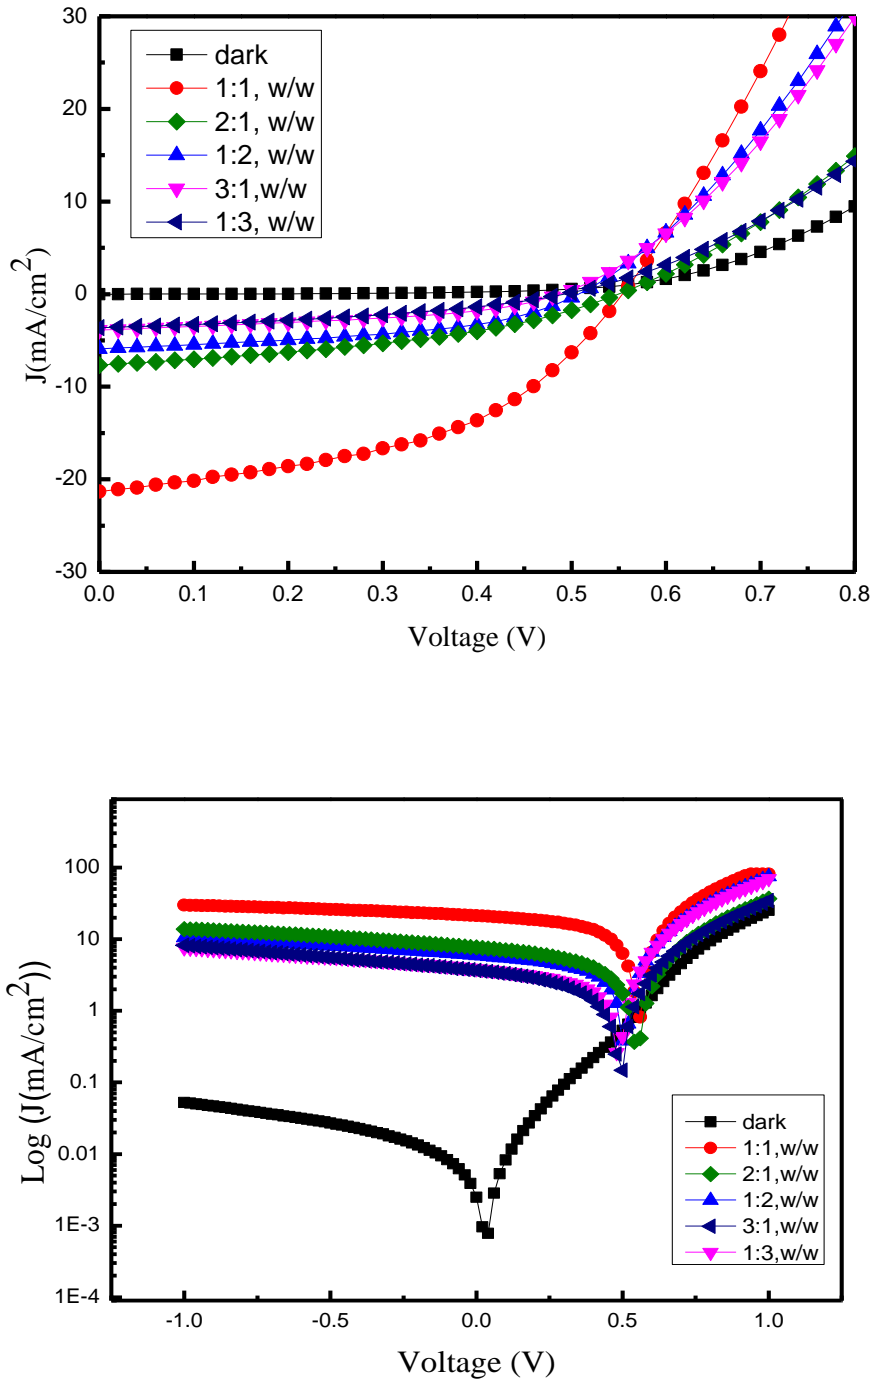 30
20
10
0
-10
-20
-30
J(mA/cm2)
dark
1:1, w/w
2:1, w/w
1:2, w/w
3:1,w/w
1:3, w/w
0.0 0.1 0.2 0.3 0.4 0.5 0.6 0.7 0.8
Voltage (V)
100
10
1
0.1
0.01
1E-3
1E-4
Log (J(mA/cm2))
dark
1:1,w/w
2:1,w/w
1:2,w/w
3:1,w/w
1:3,w/w
-1.0 -0.5 0.0 0.5 1.0
Voltage (V)